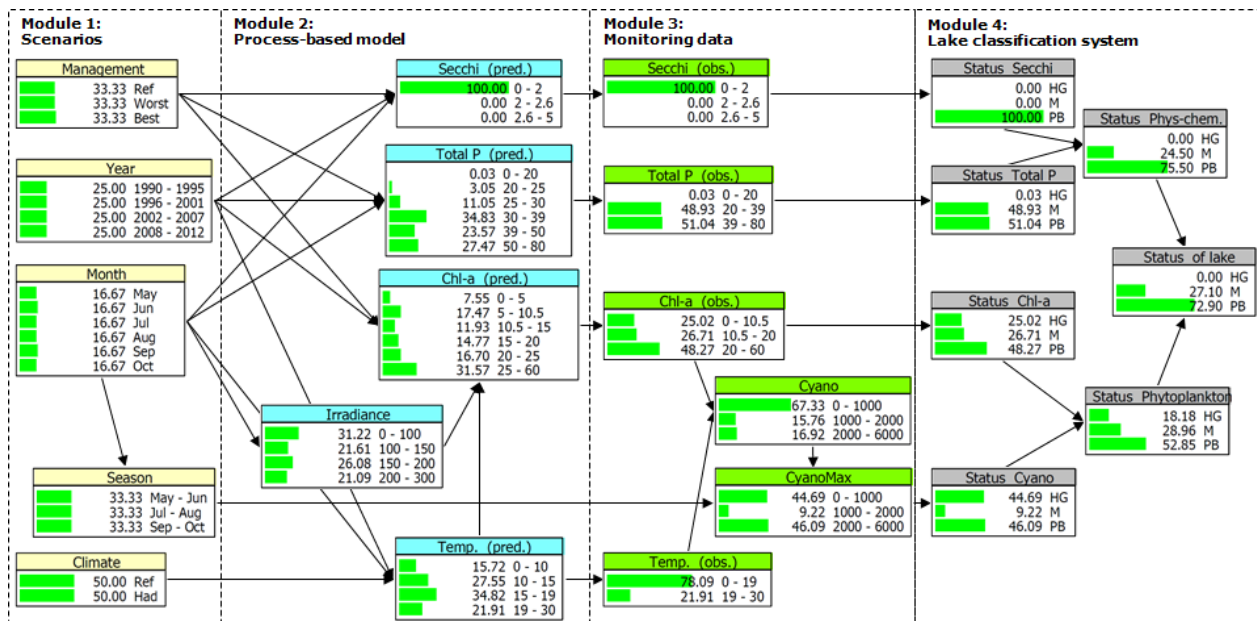 Module 1:
Scenarios
Module 2:
Process-based model
Module 3:
Monitoring data
Module 4:
Lake classification system
Management
33.33 Ref
33.33 Worst
33.33 Best
Year
25.00 1990 - 1995
25.00 1996 - 2001
25.00 2002 - 2007
25.00 2008 - 2012
Month
16.67 May
16.67 Jun
16.67 Jul
16.67 Aug
16.67 Sep
16.67 Oct
Season
33.33 May - Jun
33.33 Jul - Aug
33.33 Sep - Oct
Climate
50.00 Ref
50.00 Had
Secchi (pred.)
100.00 0 - 2
0.00 2 - 2.6
0.00 2.6 - 5
Total P (pred.)
0.03 0 - 20
3.05 20 - 25
11.05 25 - 30
34.83 30 - 39
23.57 39 - 50
27.47 50 - 80
Chl-a (pred.)
7.55 0 - 5
17.47 5 - 10.5
11.93 10.5 - 15
14.77 15 - 20
16.70 20 - 25
31.57 25 - 60
Irradiance
31.22 0 - 100
21.61 100 - 150
26.08 150 - 200
21.09 200 - 300
Temp. (pred.)
15.72 0 - 10
27.55 10 - 15
34.82 15 - 19
21.91 19 - 30
Secchi (obs.)
100.00 0 - 2
0.00 2 - 2.6
0.00 2.6 - 5
Total P (obs.)
0.03 0 - 20
48.93 20 - 39
51.04 39 - 80
Chl-a (obs.)
25.02 0 - 10.5
26.71 10.5 - 20
48.27 20 - 60
Cyano
67.33 0 - 1000
15.76 1000 - 2000
16.92 2000 - 6000
CyanoMax
44.69 0 - 1000
9.22 1000 - 2000
46.09 2000 - 6000
Temp. (obs.)
78.09 0 - 19
21.91 19 - 30
Status Secchi
0.00 HG
0.00 M
100.00 PB
Status Phys-chem.
0.00 HG
24.50 M
75.50 PB
Status Total P
0.03 HG
48.93 M
51.04 PB
Status of lake
0.00 HG
27.10 M
72.90 PB
Status Chl-a
25.02 HG
26.71 M
48.27 PB
Status Phytoplankton
18.18 HG
28.96 M
52.85 PB
Status Cyano
44.69 HG
9.22 M
46.09 PB